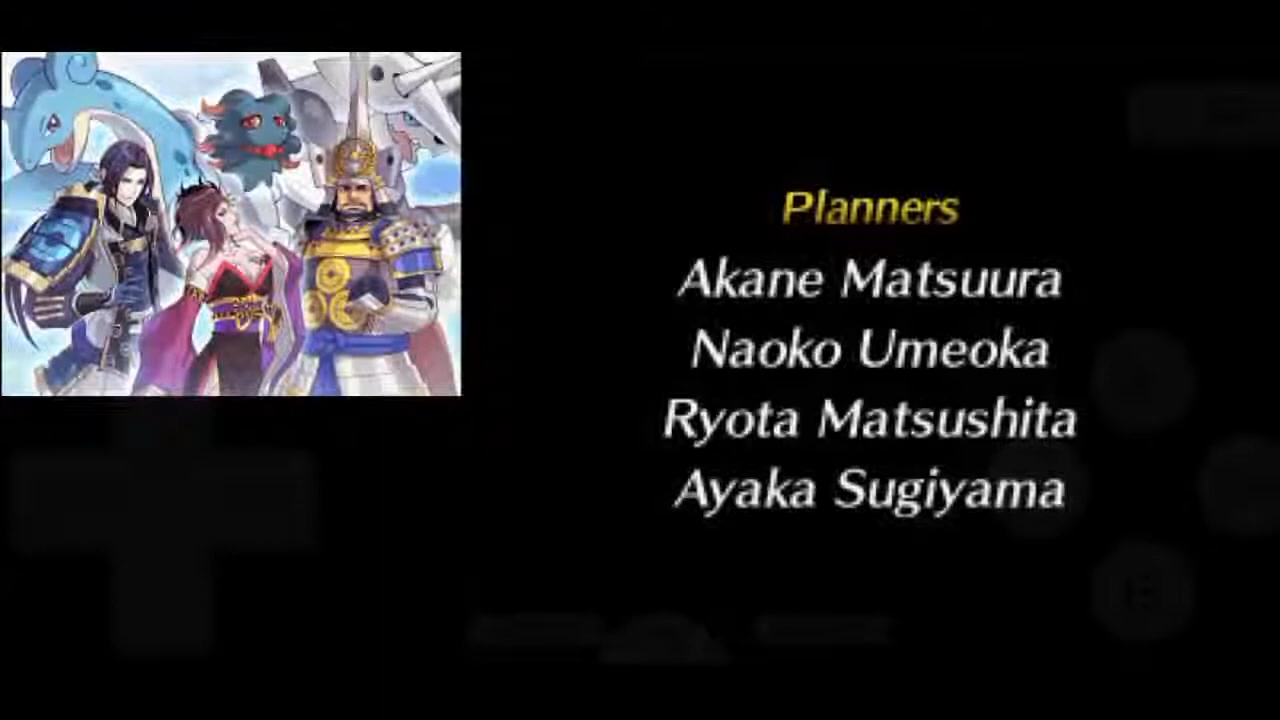 Planners
Akane Matsuura
Naoko Umeoka
Ryota Matsushita
Ayaka Sugiyama